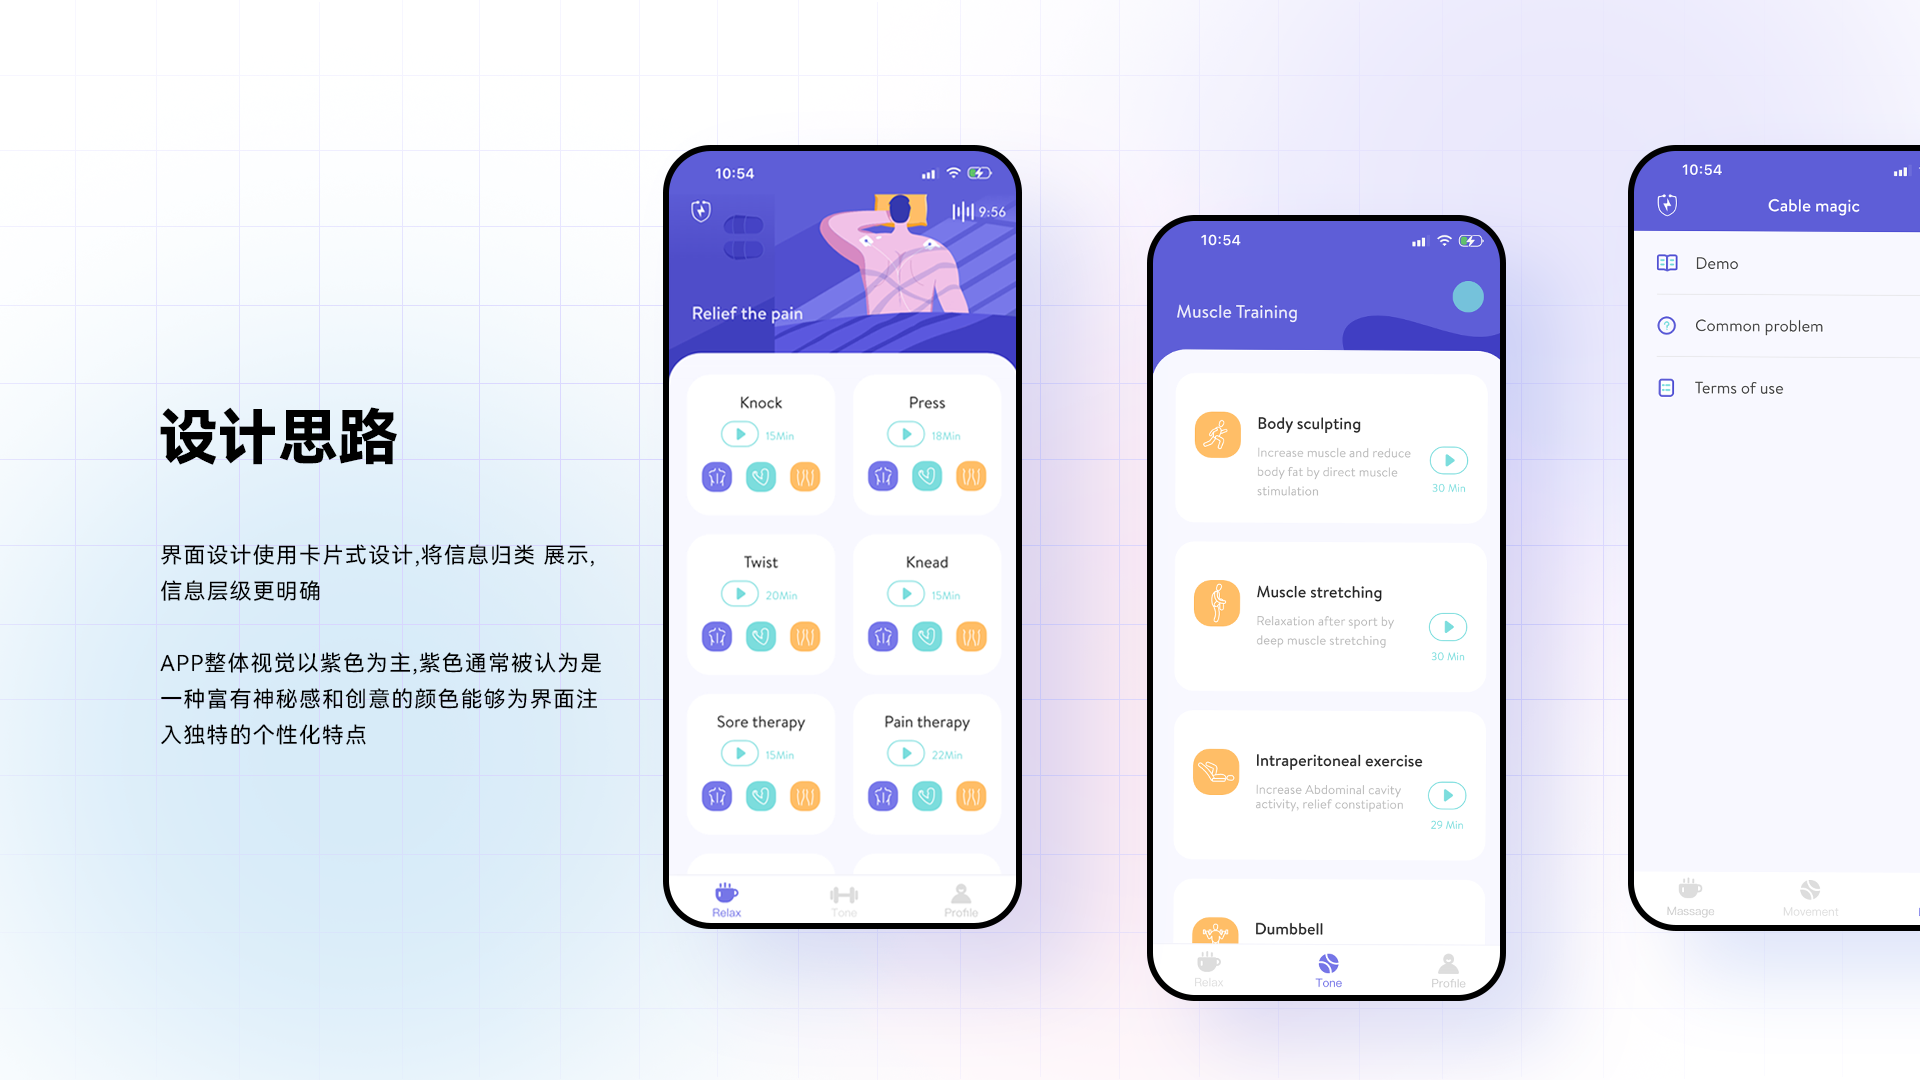 设计思路
界面设计使用卡片式设计,将信息归类 展示,
信息层级更明确
APP整体视觉以紫色为主,紫色通常被认为是
一种富有神秘感和创意的颜色能够为界面注
入独特的个性化特点
10:54
9:56
Relief the pain
Knock
15Min
Press
18Min
Twist
20Min
Knead
15Min
Sore therapy
15Min
Pain therapy
22Min
Relax
Tone
Profile
10:54
Muscle Training
Body sculpting
Increase muscle and reduce
body fat by direct muscle
stimulation
30 Min
Muscle stretching
Relaxation after sport by
deep muscle stretching
30 Min
Intraperitoneal exercise
Increase Abdominal cavity
activity, relief constipation
29 Min
Dumbbell
Relax
Tone
Profile
10:54
Cable magic
Demo
Common problem
Terms of use
Massage
Movement